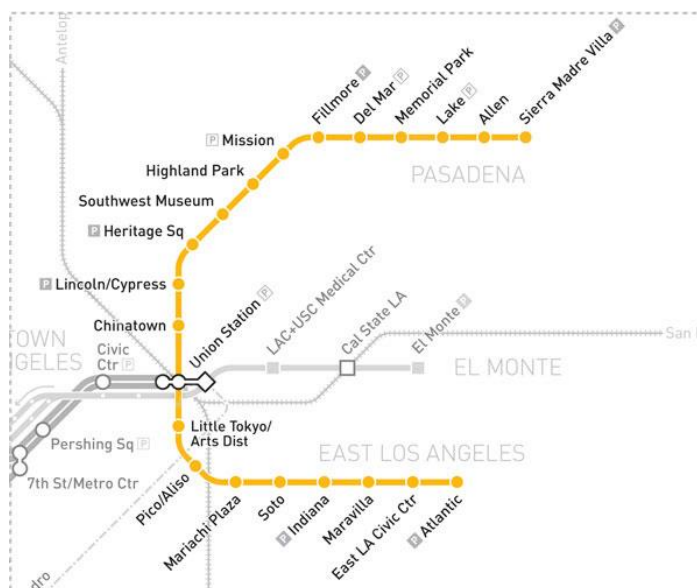 Antelop
Fillmore P
Del Mar P
Memorial Park
Lake P
Allen
Sierra Madre Villa P
P Mission
Highland Park
PASADENA
Southwest Museum
P Heritage Sq
P Lincoln/Cypress
Chinatown
Union Station P
LAC+USC Medical Ctr
Cal State LA
El Monte P
San
TOWN
NGELES
Civic
Ctr P
EL MONTE
Little Tokyo/
Arts Dist
Pershing Sq P
7th St/Metro Ctr
EAST LOS ANGELES
Pico/Aliso
Mariachi Plaza
Soto
P Indiana
Maravilla
East LA Civic Ctr
P Atlantic
dro